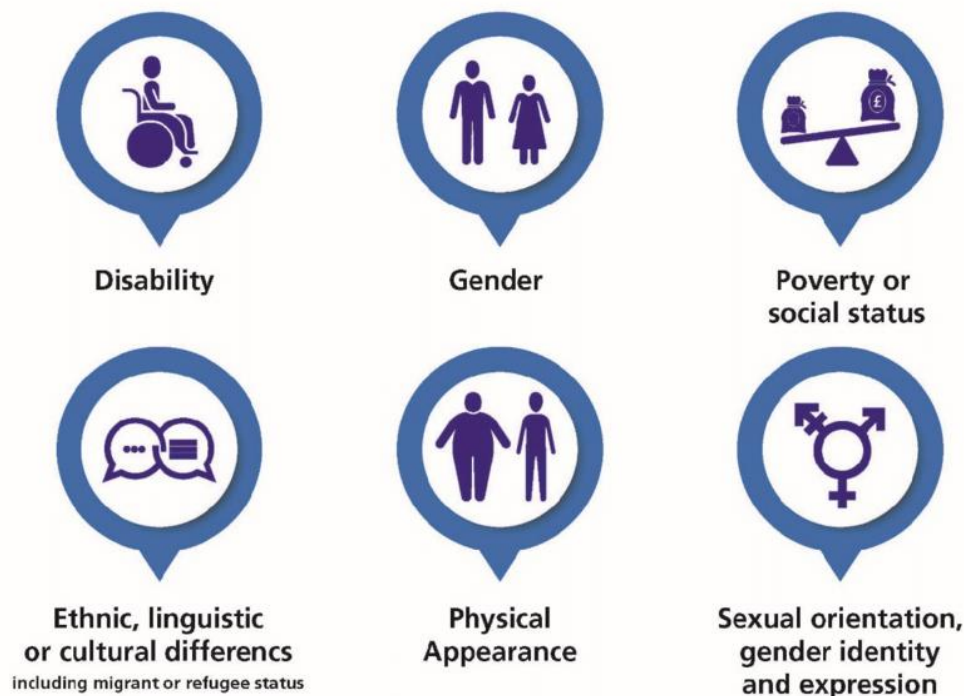 £
Disability
Gender
Poverty or
social status
Ethnic, linguistic
or cultural differencs
including migrant or refugee status
Physical
Appearance
Sexual orientation,
gender identity
and expression